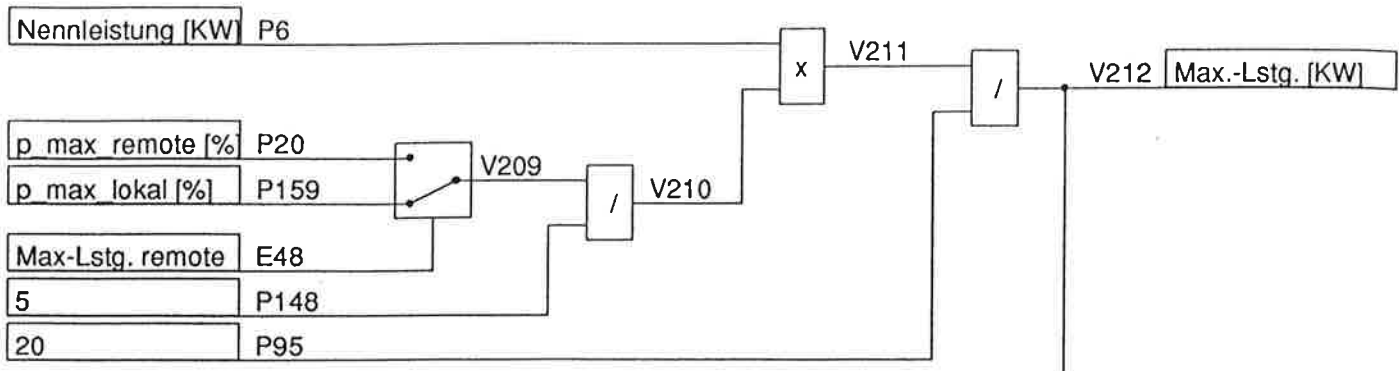 Nennleistung [KW] P6
x V211 / V212 Max.-Lstg. [KW]
p_max_remote [%] P20
p_max_lokal [%] P159
V209 / V210
Max-Lstg. remote E48
5 P148
20 P95